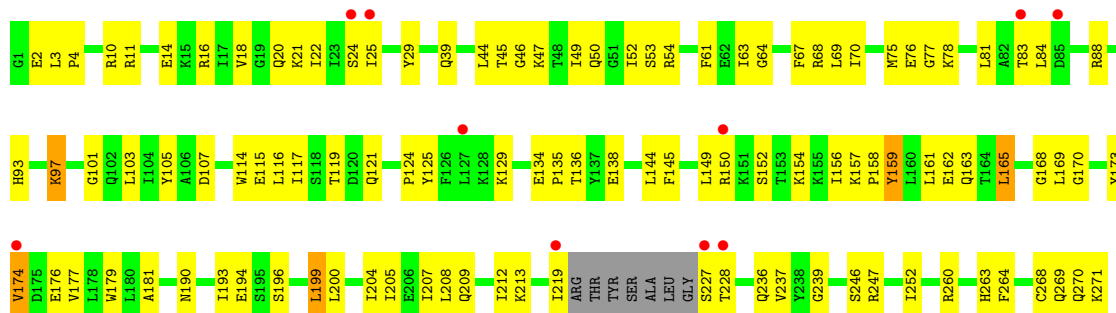 G1 E2 L3 P4 R10 R11 E14 K15 R16 I17 V18 G19 Q20 K21 I22 I23 S24 I25 Y29 Q39 L44 T45 G46 K47 T48 I49 Q50 G51 I52 S53 R54 F61 E62 I63 G64 F67 R68 L69 I70 M75 E76 G77 K78 L81 A82 T83 L84 D85 R88
H93 K97 G101 Q102 L103 I104 Y105 A106 D107 W114 E115 L116 I117 S118 T119 D120 Q121 P124 Y125 F126 L127 K128 K129 E134 P135 T136 Y137 E138 L144 F145 L149 R150 K151 S152 T153 K154 K155 I156 K157 P158 Y159 L160 L161 E162 Q163 T164 L165 G168 L169 G170 Y173
V174 D175 E176 V177 L178 W179 L180 A181 N190 I193 E194 S195 S196 L199 L200 I204 I205 E206 I207 L208 Q209 I212 K213 I219 ARG THR TYR SER ALA LEU GLY S227 T228 Q236 V237 Y238 G239 S246 R247 I252 R260 H263 F264 C268 Q269 Q270 K271